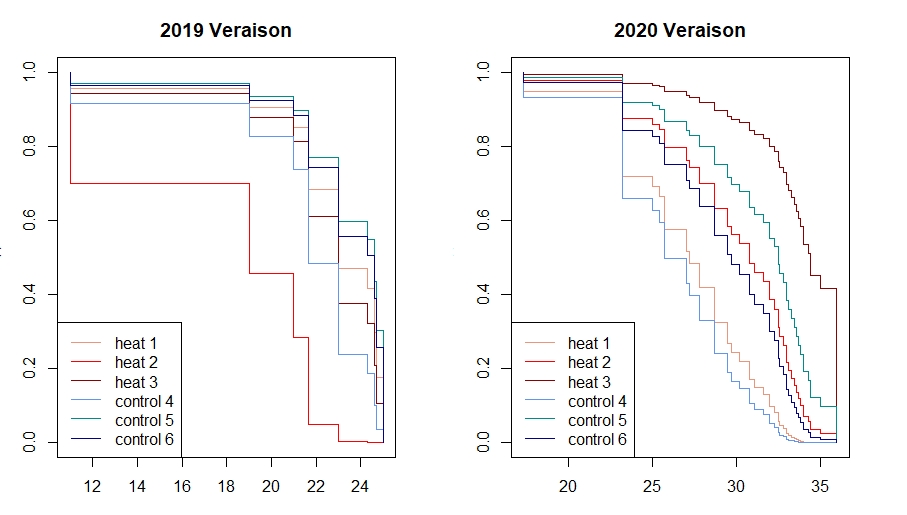 2019 Veraison
1.0
0.8
0.6
0.4
0.2
0.0
heat 1
heat 2
heat 3
control 4
control 5
control 6
12 14 16 18 20 22 24
2020 Veraison
1.0
0.8
0.6
0.4
0.2
0.0
heat 1
heat 2
heat 3
control 4
control 5
control 6
20 25 30 35